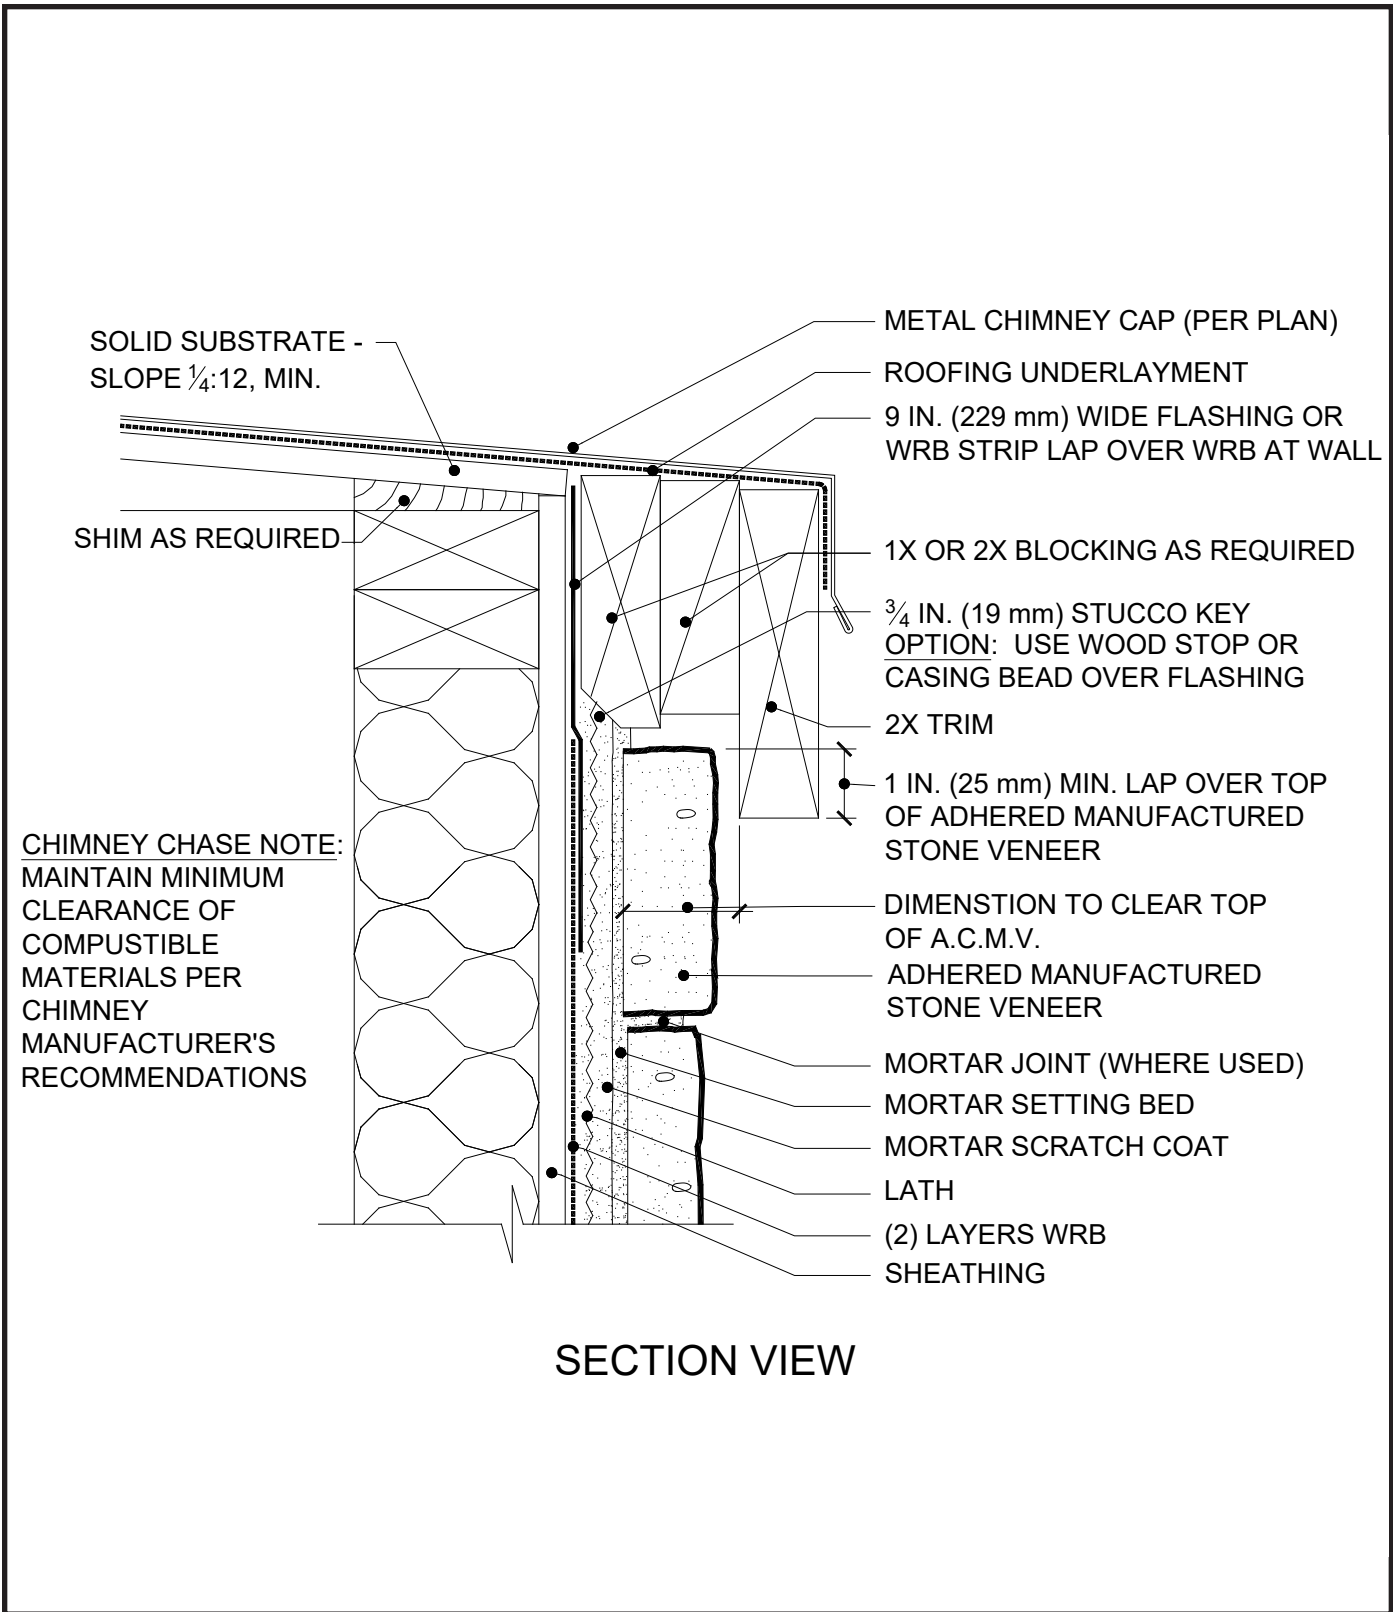 SOLID SUBSTRATE -
SLOPE ¼:12, MIN.
SHIM AS REQUIRED
CHIMNEY CHASE NOTE:
MAINTAIN MINIMUM
CLEARANCE OF
COMPUSTIBLE
MATERIALS PER
CHIMNEY
MANUFACTURER'S
RECOMMENDATIONS
METAL CHIMNEY CAP (PER PLAN)
ROOFING UNDERLAYMENT
9 IN. (229 mm) WIDE FLASHING OR
WRB STRIP LAP OVER WRB AT WALL
1X OR 2X BLOCKING AS REQUIRED
¾ IN. (19 mm) STUCCO KEY
OPTION: USE WOOD STOP OR
CASING BEAD OVER FLASHING
2X TRIM
1 IN. (25 mm) MIN. LAP OVER TOP
OF ADHERED MANUFACTURED
STONE VENEER
DIMENSTION TO CLEAR TOP
OF A.C.M.V.
ADHERED MANUFACTURED
STONE VENEER
MORTAR JOINT (WHERE USED)
MORTAR SETTING BED
MORTAR SCRATCH COAT
LATH
(2) LAYERS WRB
SHEATHING
SECTION VIEW